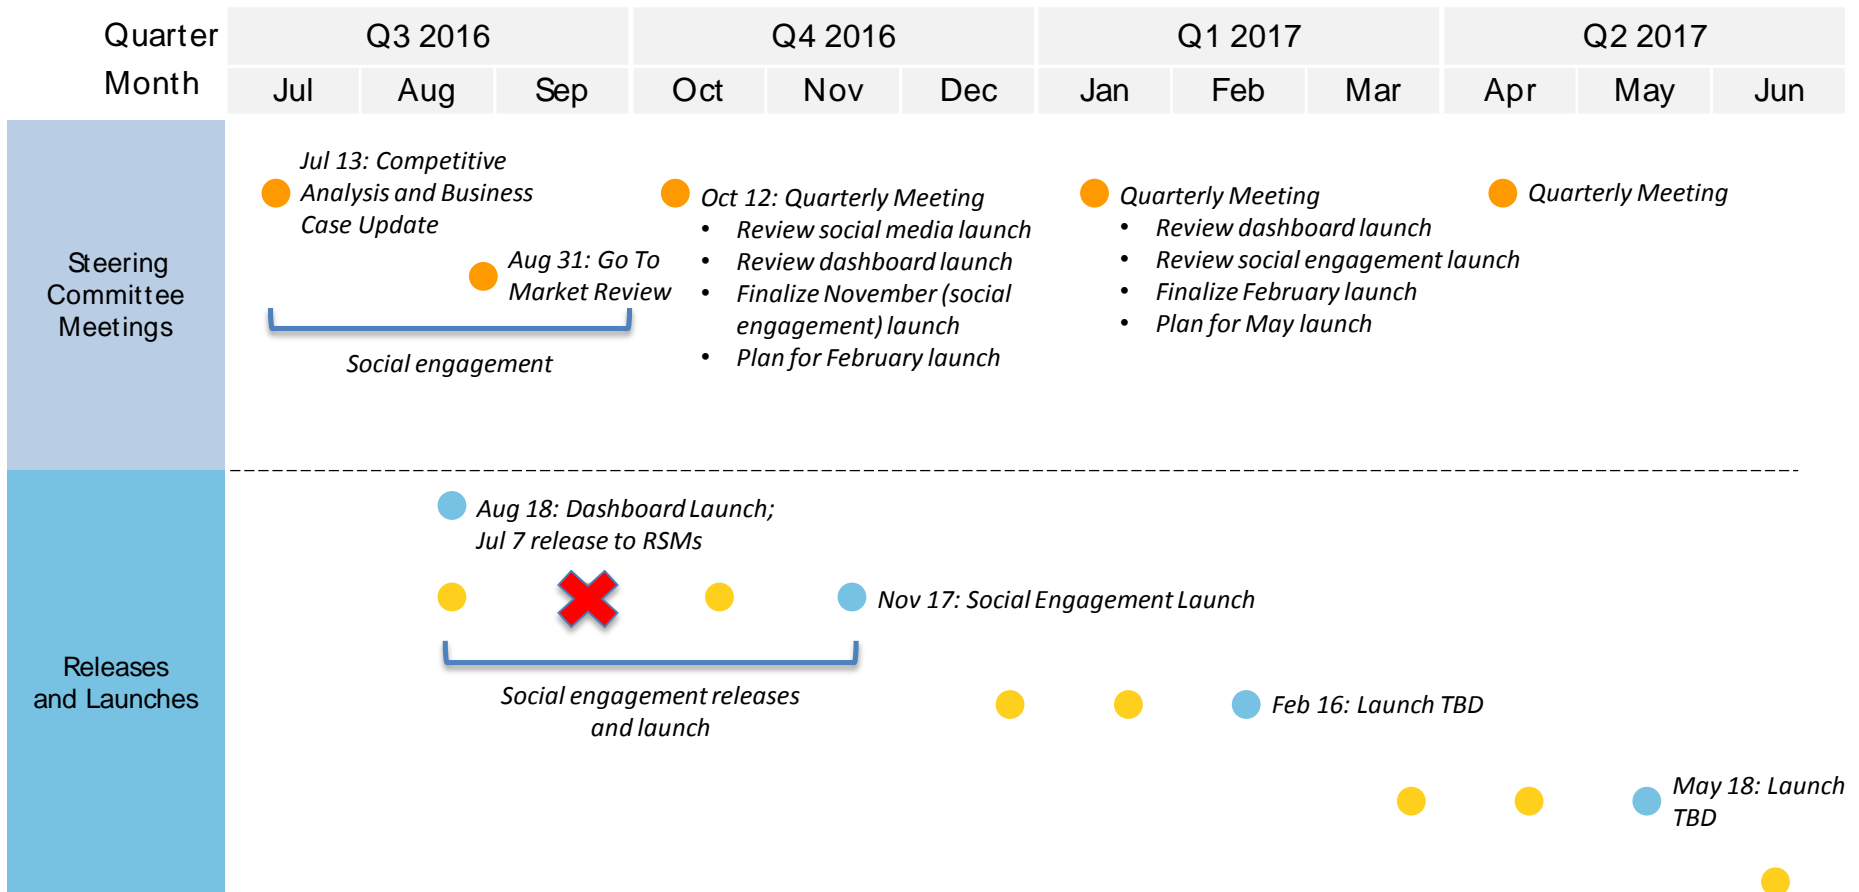 Quarter
Q3 2016
Q4 2016
Q1 2017
Q2 2017
Month
Jul
Aug
Sep
Oct
Nov
Dec
Jan
Feb
Mar
Apr
May
Jun
Steering
Committee
Meetings
Jul 13: Competitive
Analysis and Business
Case Update
Aug 31: Go To
Market Review
Social engagement
Oct 12: Quarterly Meeting
• Review social media launch
• Review dashboard launch
• Finalize November (social
engagement) launch
• Plan for February launch
Quarterly Meeting
• Review dashboard launch
• Review social engagement launch
• Finalize February launch
• Plan for May launch
Quarterly Meeting
Releases
and Launches
Aug 18: Dashboard Launch;
Jul 7 release to RSMs
Nov 17: Social Engagement Launch
Social engagement releases
and launch
Feb 16: Launch TBD
May 18: Launch
TBD